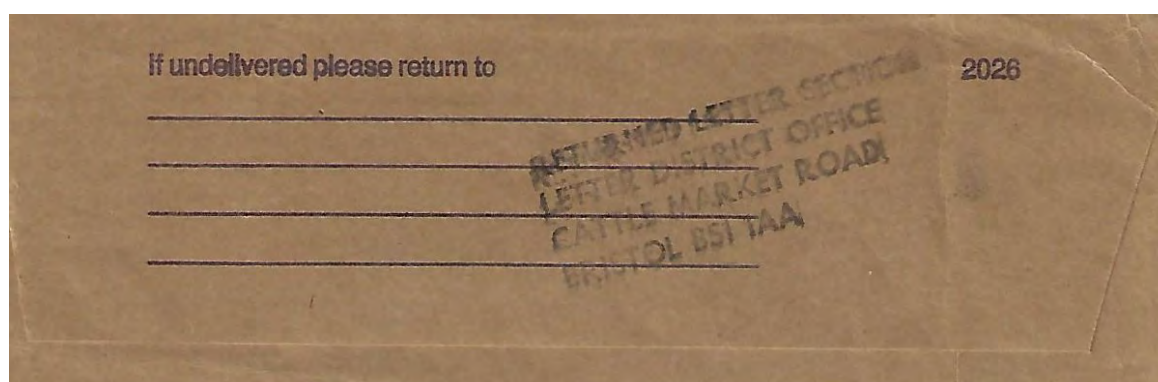 If undelivered please return to
2026
RETURNED LETTER SECTION
LETTER DISTRICT OFFICE
CATTLE MARKET ROAD
BRISTOL BS1 1AA